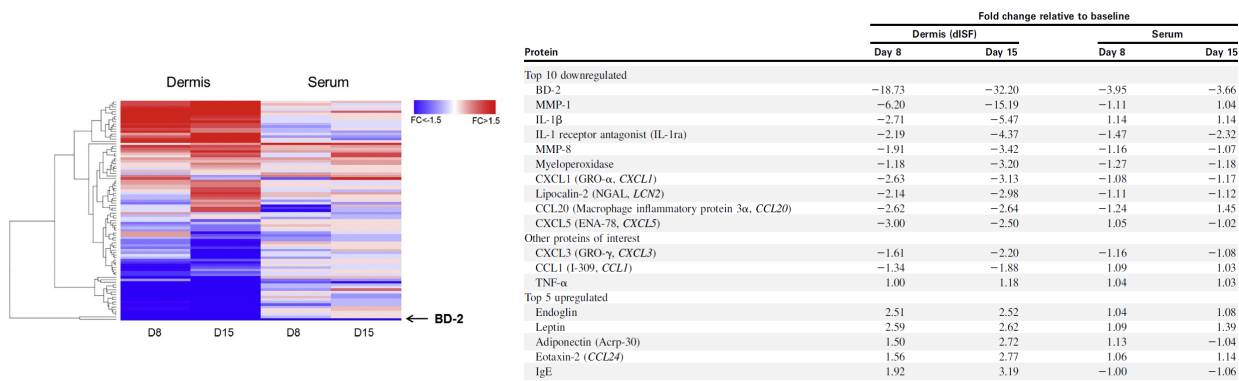 Dermis Serum
FC<-1.5 FC>1.5
BD-2
D8 D15 D8 D15
Fold change relative to baseline
Dermis (dISF) Serum
Protein Day 8 Day 15 Day 8 Day 15
Top 10 downregulated
BD-2 −18.73 −32.20 −3.95 −3.66
MMP-1 −6.20 −15.19 −1.11 1.04
IL-1β −2.71 −5.47 1.14 1.14
IL-1 receptor antagonist (IL-1ra) −2.19 −4.37 −1.47 −2.32
MMP-8 −1.91 −3.42 −1.16 −1.07
Myeloperoxidase −1.18 −3.20 −1.27 −1.18
CXCL1 (GRO-α, CXCL1) −2.63 −3.13 −1.08 −1.17
Lipocalin-2 (NGAL, LCN2) −2.14 −2.98 −1.11 −1.12
CCL20 (Macrophage inflammatory protein 3α, CCL20) −2.62 −2.64 −1.24 1.45
CXCL5 (ENA-78, CXCL5) −3.00 −2.50 1.05 −1.02
Other proteins of interest
CXCL3 (GRO-γ, CXCL3) −1.61 −2.20 −1.16 −1.08
CCL1 (I-309, CCL1) −1.34 −1.88 1.09 1.03
TNF-α 1.00 1.18 1.04 1.03
Top 5 upregulated
Endoglin 2.51 2.52 1.04 1.08
Leptin 2.59 2.62 1.09 1.39
Adiponectin (Acrp-30) 1.50 2.72 1.13 −1.04
Eotaxin-2 (CCL24) 1.56 2.77 1.06 1.14
IgE 1.92 3.19 −1.00 −1.06